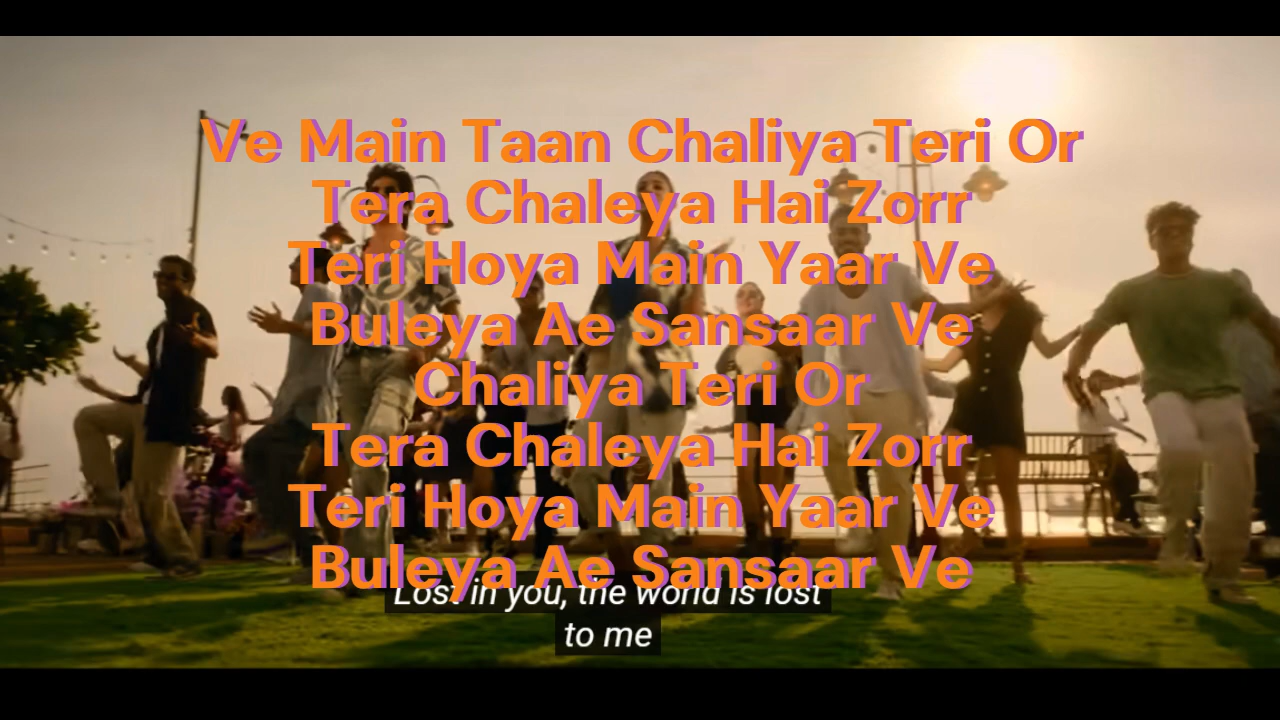 Ve Main Taan Chaliya Teri Or
Tera Chaleya Hai Zorr
Teri Hoya Main Yaar Ve
Buleya Ae Sansaar Ve
Chaliya Teri Or
Tera Chaleya Hai Zorr
Teri Hoya Main Yaar Ve
Buleya Ae Sansaar Ve
Lost in you, the world is lost
to me